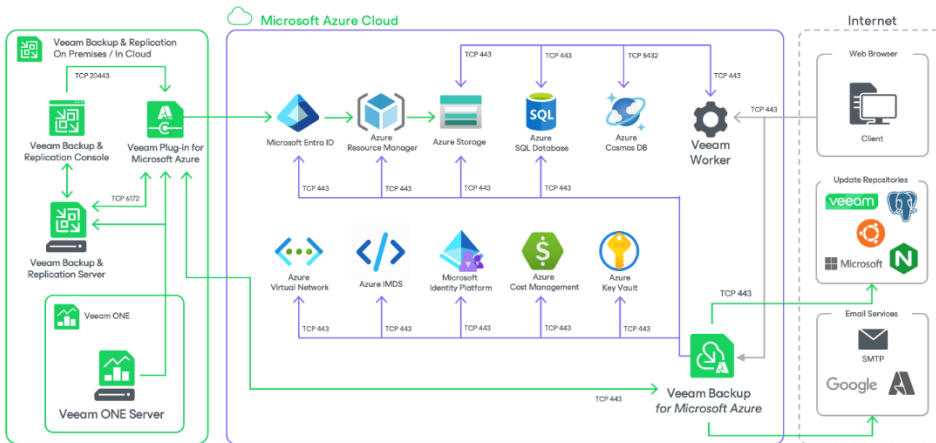 Microsoft Azure Cloud
Internet
Veeam Backup & Replication
On Premises / In Cloud
TCP 20443
Veeam Backup &
Replication Console
Veeam Plug-in for
Microsoft Azure
TCP 6172
Veeam Backup &
Replication Server
Veeam ONE
Veeam ONE Server
TCP 443
TCP 443
TCP 5432
TCP 443
Microsoft Entra ID
Azure
Resource Manager
Azure Storage
SQL
Azure
SQL Database
Azure
Cosmos DB
Veeam
Worker
TCP 443
TCP 443
TCP 443
TCP 443
TCP 443
Azure
Virtual Network
Azure IMDS
Microsoft
Identity Platform
Azure
Cost Management
Azure
Key Vault
TCP 443
TCP 443
TCP 443
TCP 443
TCP 443
TCP 443
Veeam Backup
for Microsoft Azure
Web Browser
Client
Update Repositories
veeam
Microsoft
N
TCP 443
Email Services
SMTP
Google